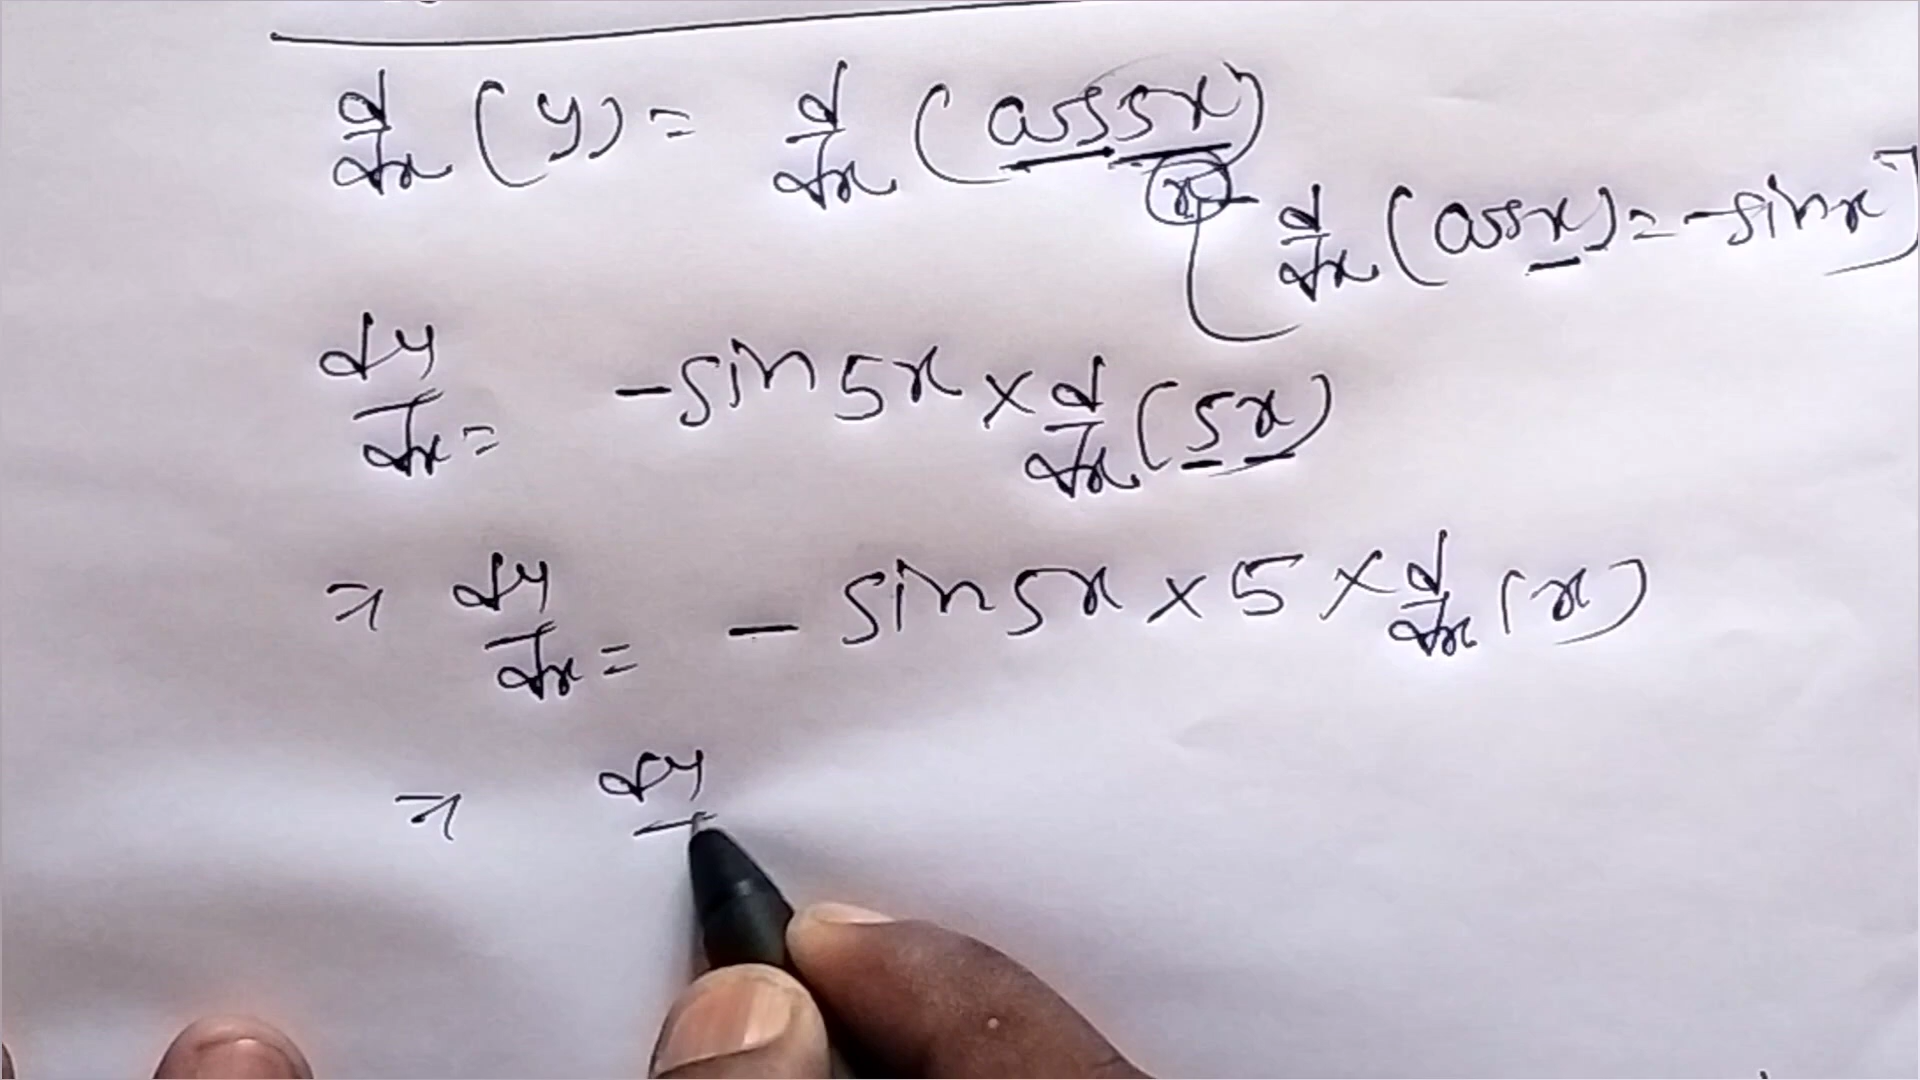 d/dx (y) = d/dx (cos5x)
x [d/dx (cosx) = -sinx]
dy/dx = -sin5x × d/dx (5x)
⇒ dy/dx = - sin5x × 5 × d/dx (x)
⇒ dy